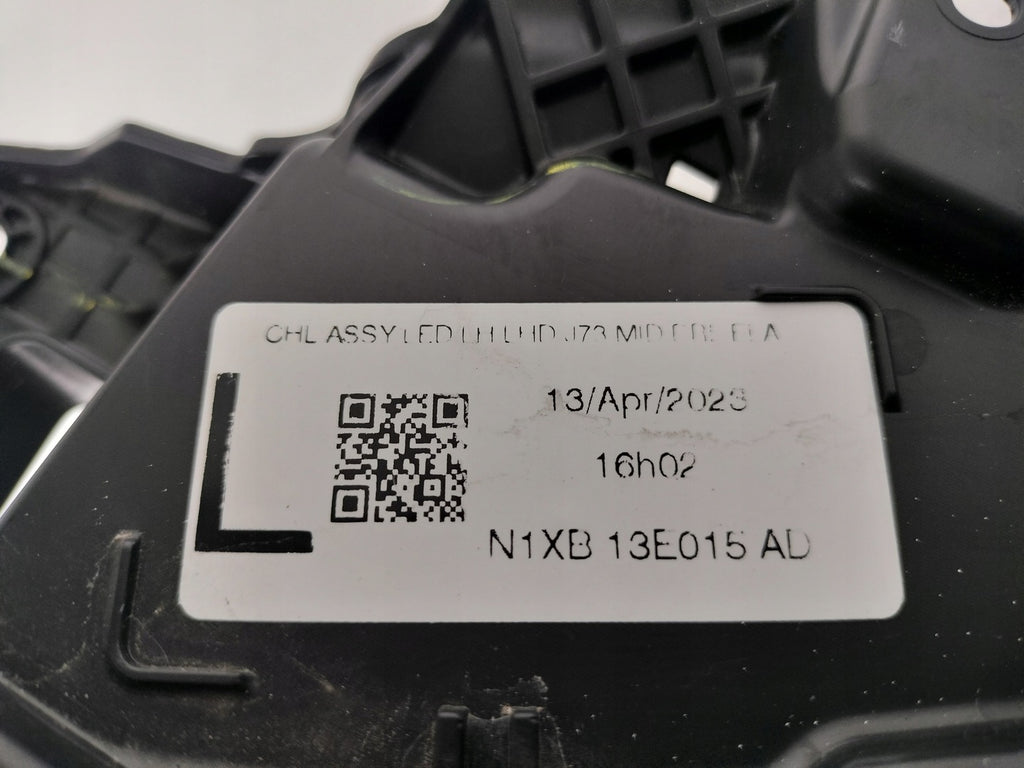 CHL ASSY LED LH LHD J73 MID
13/Apr/2023
L
16h02
N1XB 13E015 AD